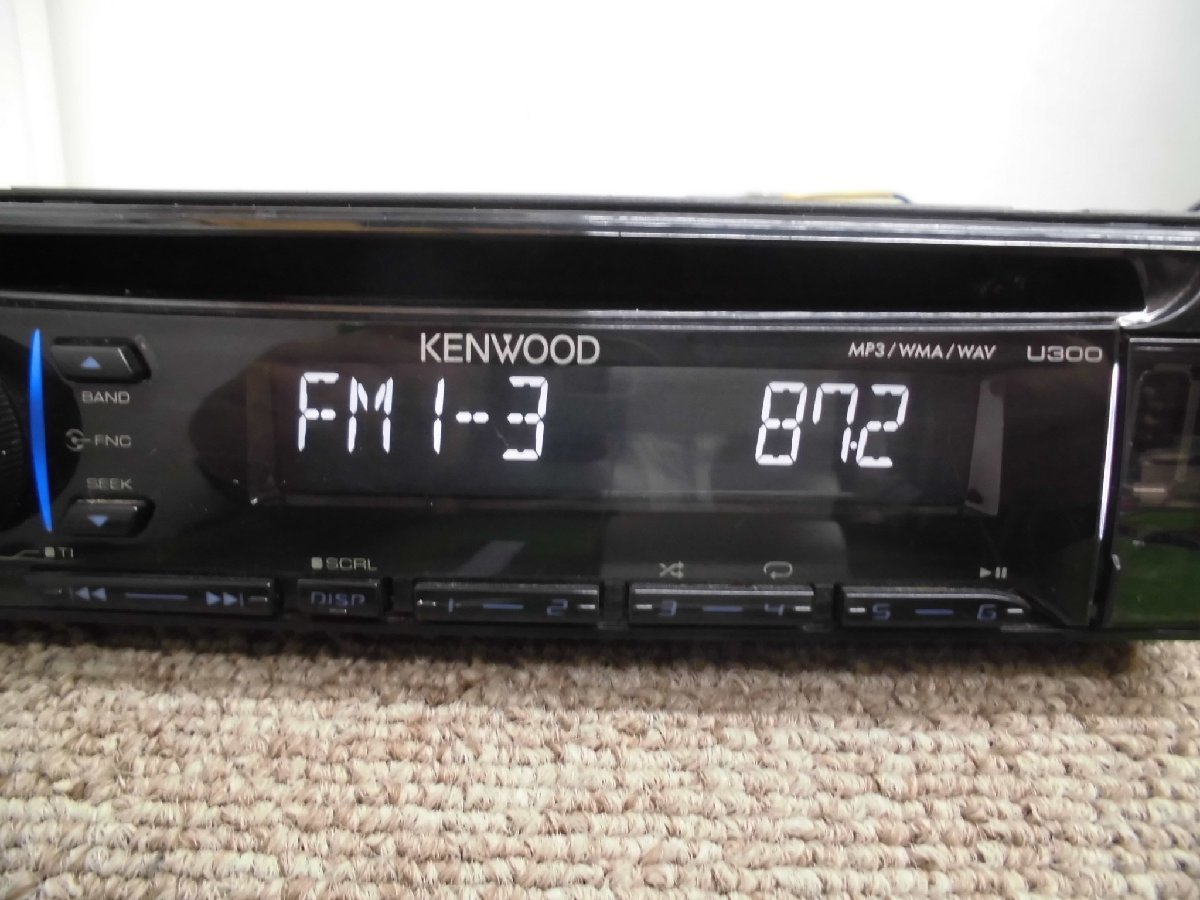 KENWOOD
MP3/WMA/WAV U300
FM1-3 87.2
BAND
FNC
SEEK
TI
SCRL
DISP
1 2
3 4
5 6